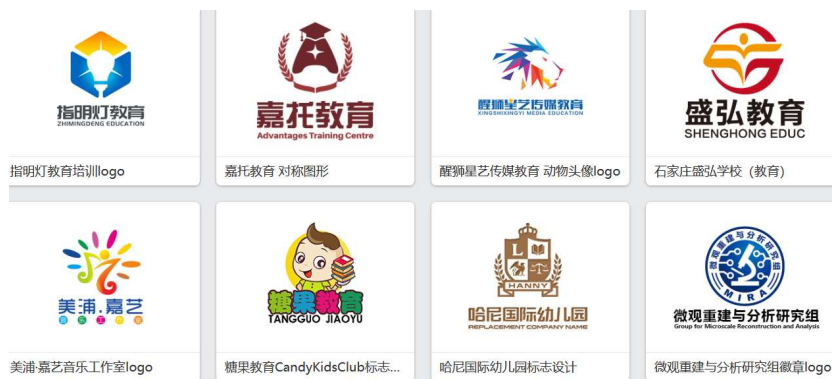 指明灯教育
ZHIMINGDENG EDUCATION
指明灯教育培训logo
嘉托教育
Advantages Training Centre
嘉托教育 对称图形
醒狮星艺传媒教育
XINGSHIXINGYI MEDIA EDUCATION
醒狮星艺传媒教育 动物头像logo
盛弘教育
SHENGHONG EDUC
石家庄盛弘学校（教育）
美浦.嘉艺
音乐工作室
美浦·嘉艺音乐工作室logo
糖果教育
TANGGUO JIAOYU
糖果教育CandyKidsClub标志...
L
HANNY
哈尼国际幼儿园
REPLACEMENT COMPANY NAME
哈尼国际幼儿园标志设计
微观重建与分析研究组
MIRA
微观重建与分析研究组
Group for Microscale Reconstruction and Analysis
微观重建与分析研究组徽章logo